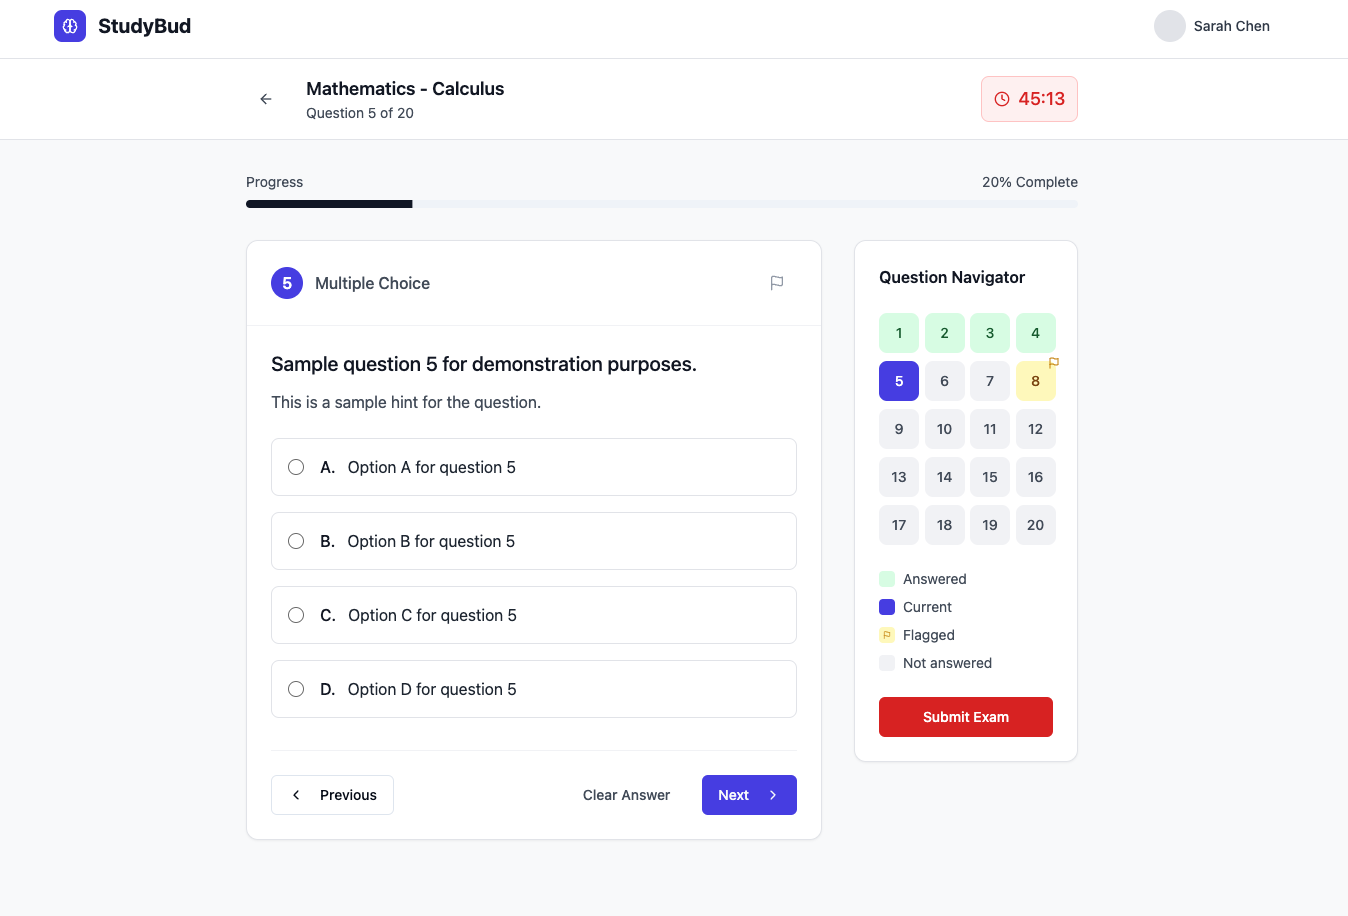 StudyBud
Sarah Chen
Mathematics - Calculus
Question 5 of 20
45:13
Progress
20% Complete
5
Multiple Choice
Sample question 5 for demonstration purposes.
This is a sample hint for the question.
A. Option A for question 5
B. Option B for question 5
C. Option C for question 5
D. Option D for question 5
Previous
Clear Answer
Next
Question Navigator
1 2 3 4
5 6 7 8
9 10 11 12
13 14 15 16
17 18 19 20
Answered
Current
Flagged
Not answered
Submit Exam